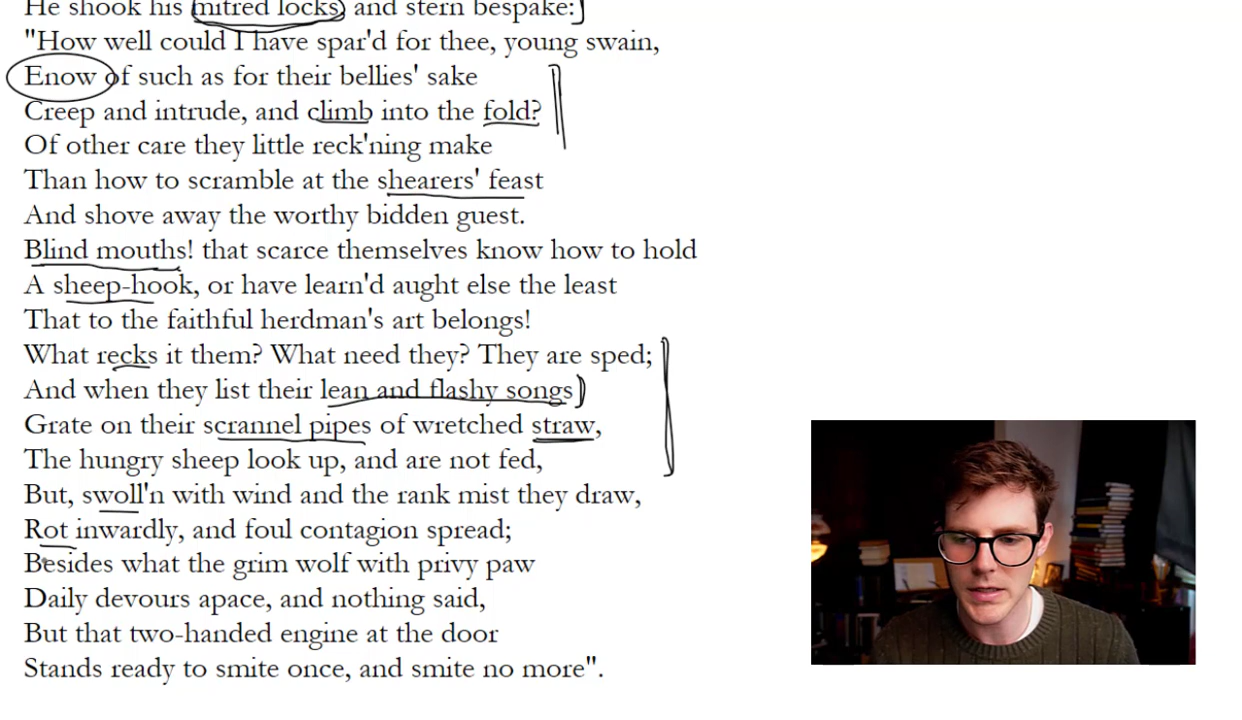 He shook his mitred locks, and stern bespake:
"How well could I have spar'd for thee, young swain,
Enow of such as for their bellies' sake
Creep and intrude, and climb into the fold?
Of other care they little reck'ning make
Than how to scramble at the shearers' feast
And shove away the worthy bidden guest.
Blind mouths! that scarce themselves know how to hold
A sheep-hook, or have learn'd aught else the least
That to the faithful herdman's art belongs!
What recks it them? What need they? They are sped;
And when they list their lean and flashy songs
Grate on their scrannel pipes of wretched straw,
The hungry sheep look up, and are not fed,
But, swoll'n with wind and the rank mist they draw,
Rot inwardly, and foul contagion spread;
Besides what the grim wolf with privy paw
Daily devours apace, and nothing said,
But that two-handed engine at the door
Stands ready to smite once, and smite no more".